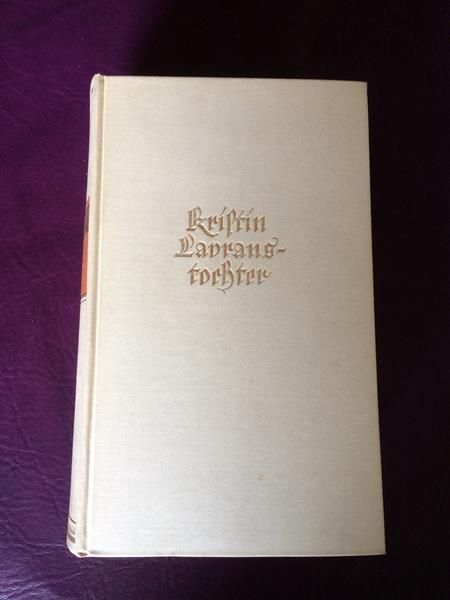 Kristin
Lavrans-
tochter